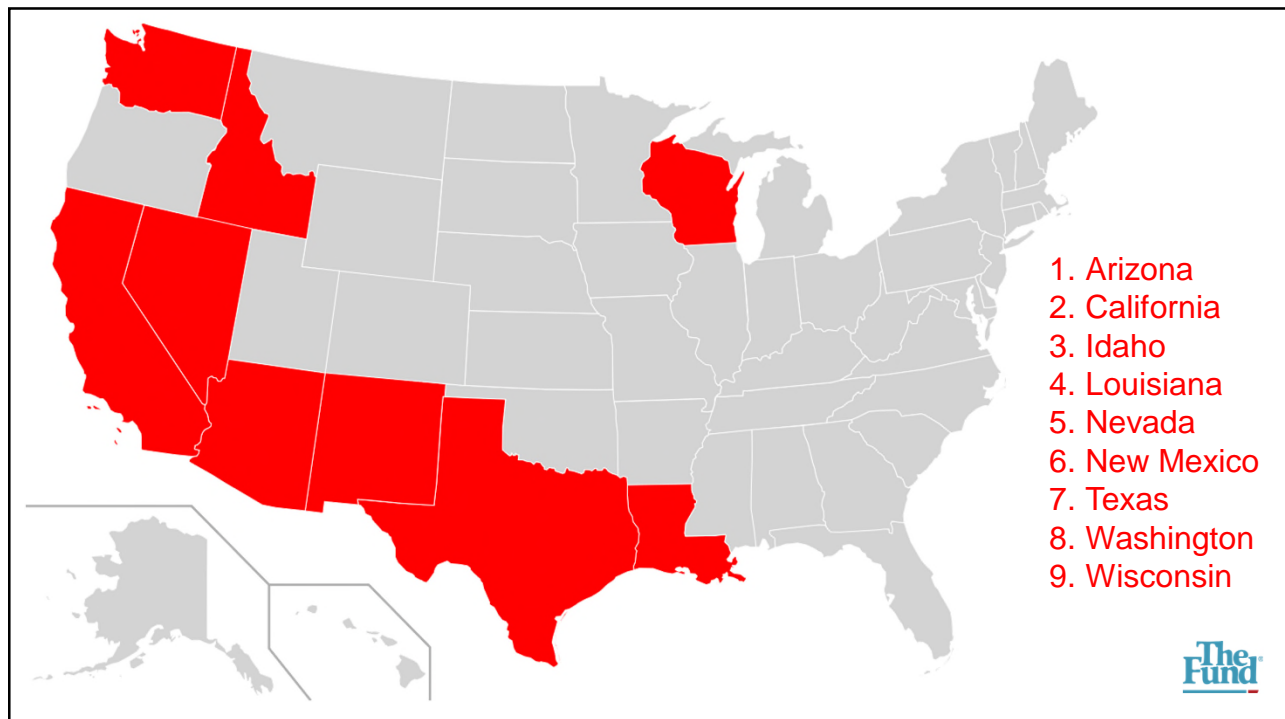 1. Arizona
2. California
3. Idaho
4. Louisiana
5. Nevada
6. New Mexico
7. Texas
8. Washington
9. Wisconsin
The
Fund®